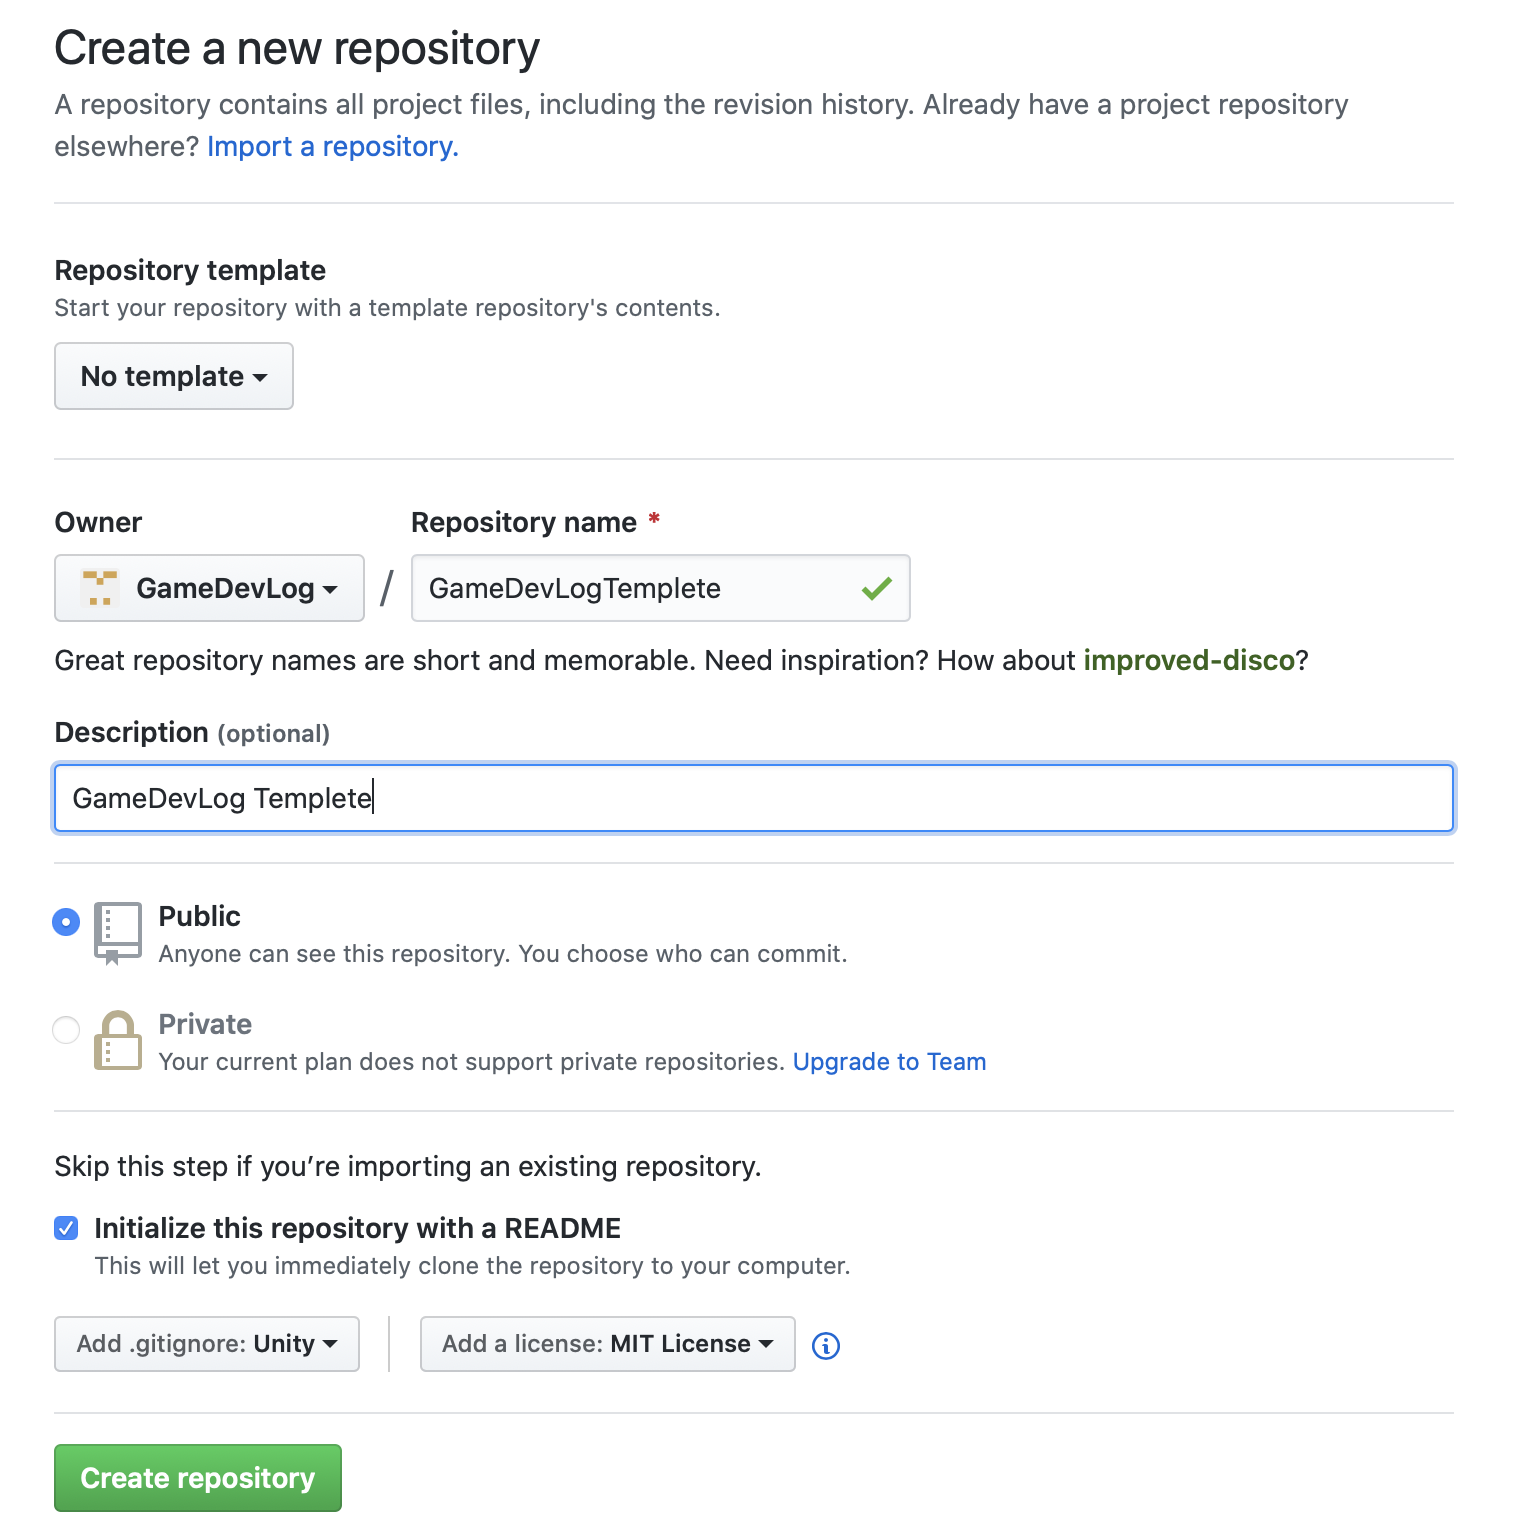 Create a new repository
A repository contains all project files, including the revision history. Already have a project repository
elsewhere? Import a repository.
Repository template
Start your repository with a template repository's contents.
No template
Owner
Repository name *
GameDevLog / GameDevLogTemplete
Great repository names are short and memorable. Need inspiration? How about improved-disco?
Description (optional)
GameDevLog Templete
Public
Anyone can see this repository. You choose who can commit.
Private
Your current plan does not support private repositories. Upgrade to Team
Skip this step if you’re importing an existing repository.
Initialize this repository with a README
This will let you immediately clone the repository to your computer.
Add .gitignore: Unity
Add a license: MIT License
Create repository